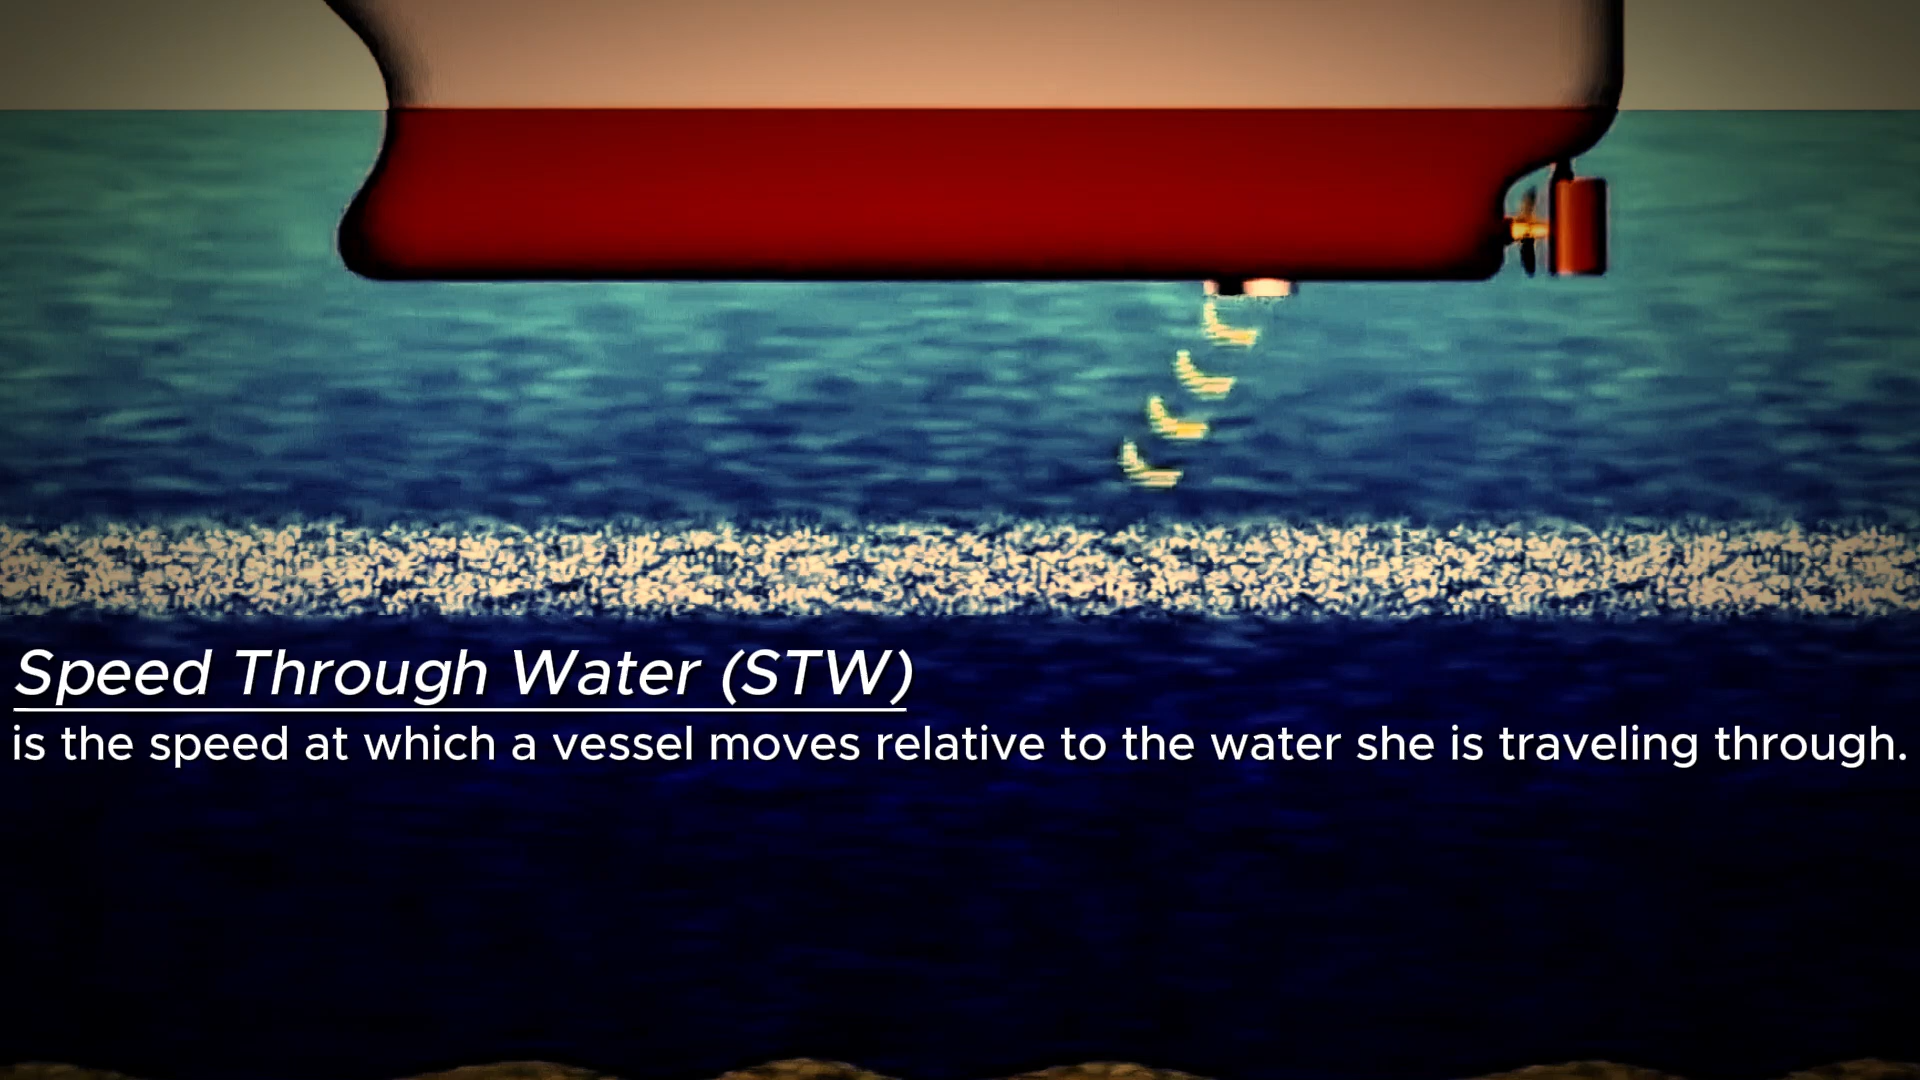 Speed Through Water (STW)
is the speed at which a vessel moves relative to the water she is traveling through.